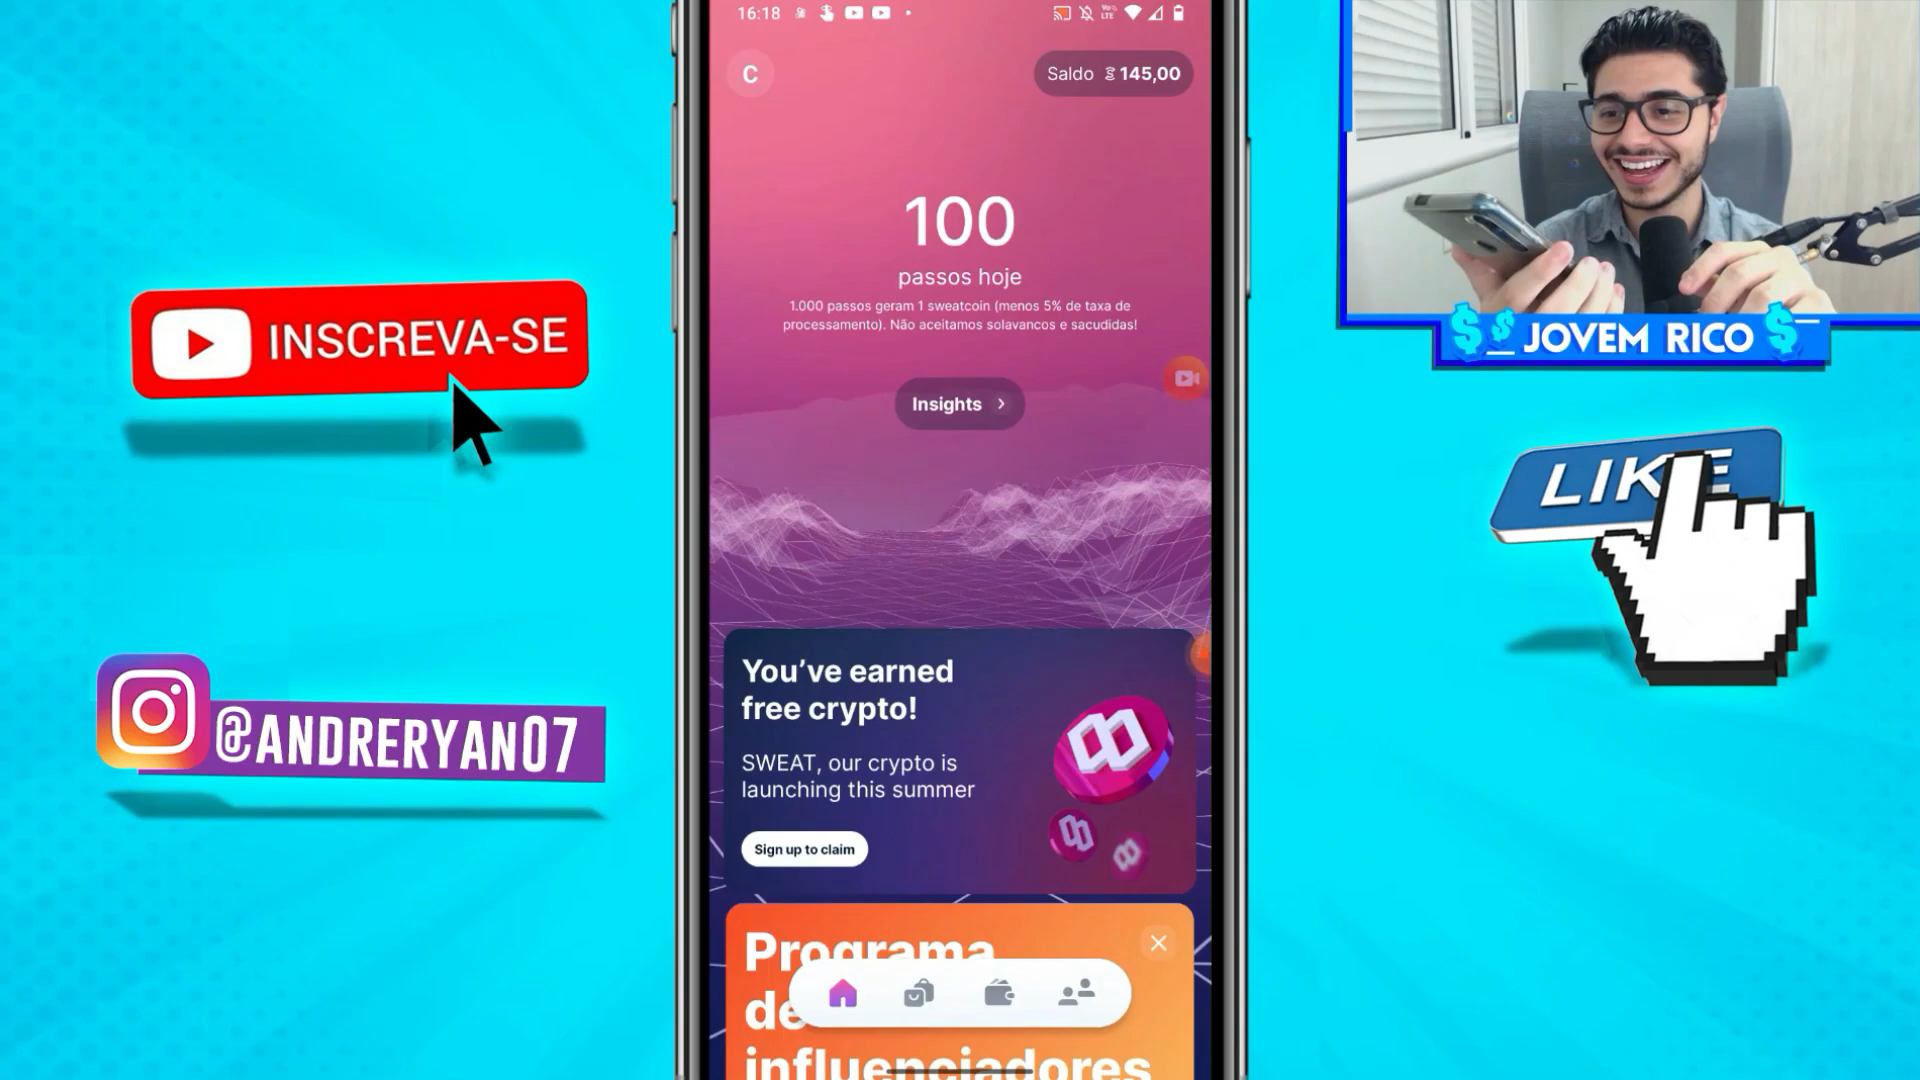 16:18
LTE
C
Saldo 145,00
100
passos hoje
1.000 passos geram 1 sweatcoin (menos 5% de taxa de
processamento). Não aceitamos solavancos e sacudidas!
Insights
You've earned
free crypto!
SWEAT, our crypto is
launching this summer
Sign up to claim
Programa
de
influenciadores
INSCREVA-SE
@ANDRERYAN07
$ $ JOVEM RICO $
LIKE